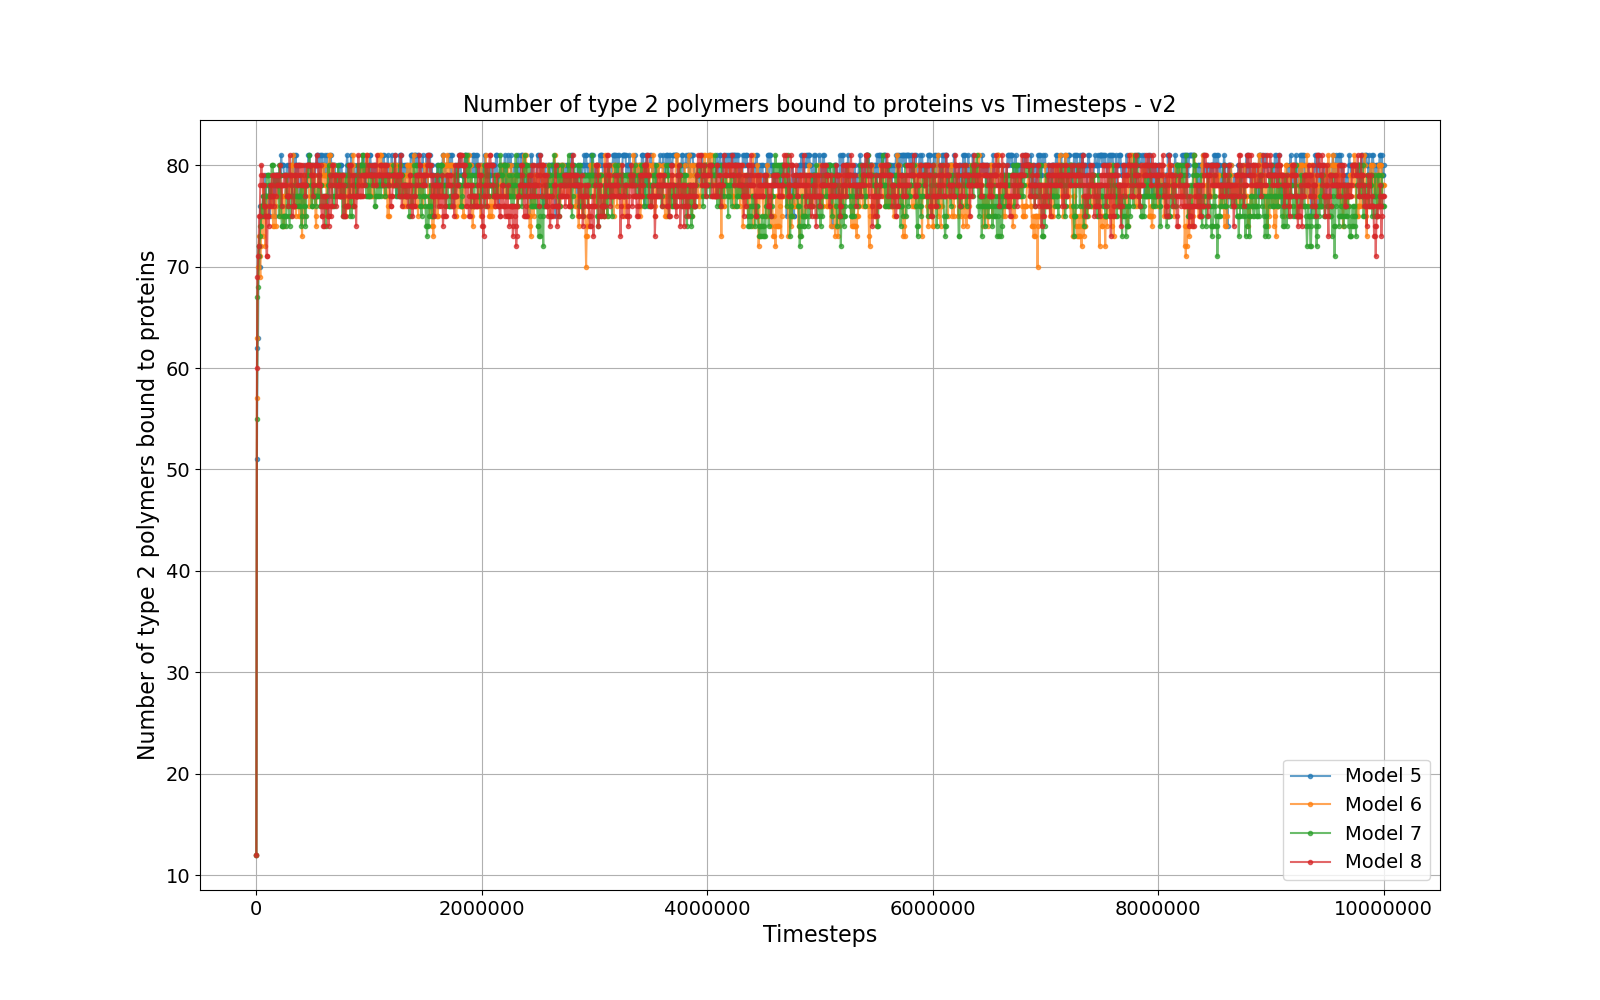 Number of type 2 polymers bound to proteins vs Timesteps - v2
Number of type 2 polymers bound to proteins
80
70
60
50
40
30
20
10
0 2000000 4000000 6000000 8000000 10000000
Timesteps
Model 5
Model 6
Model 7
Model 8